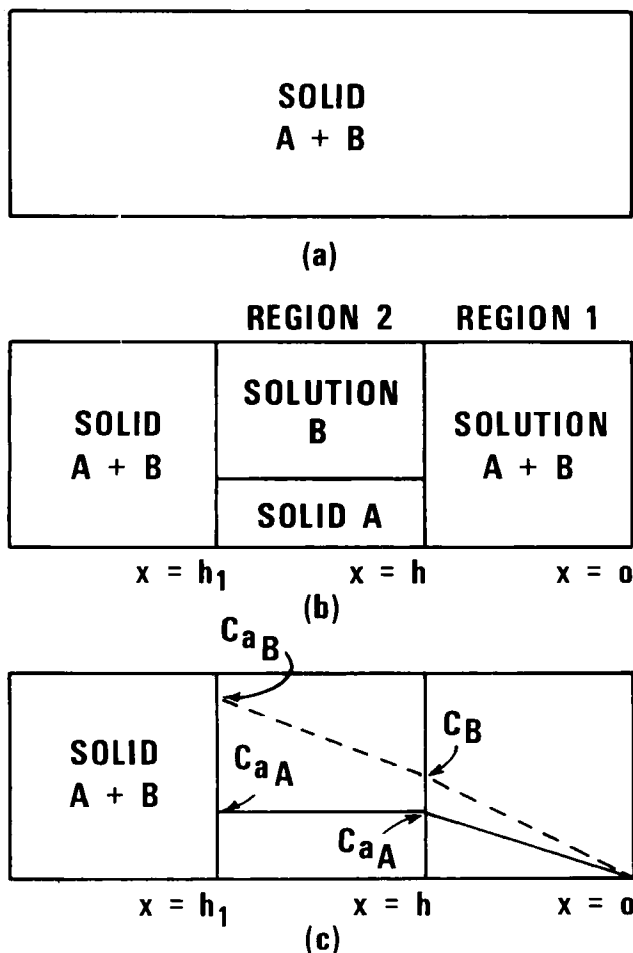 SOLID
A + B
(a)
REGION 2 REGION 1
SOLID
A + B
SOLUTION
B
SOLID A
SOLUTION
A + B
x = h1 x = h x = o
(b)
CaB
SOLID
A + B
CaA
CB
CaA
x = h1 x = h x = o
(c)